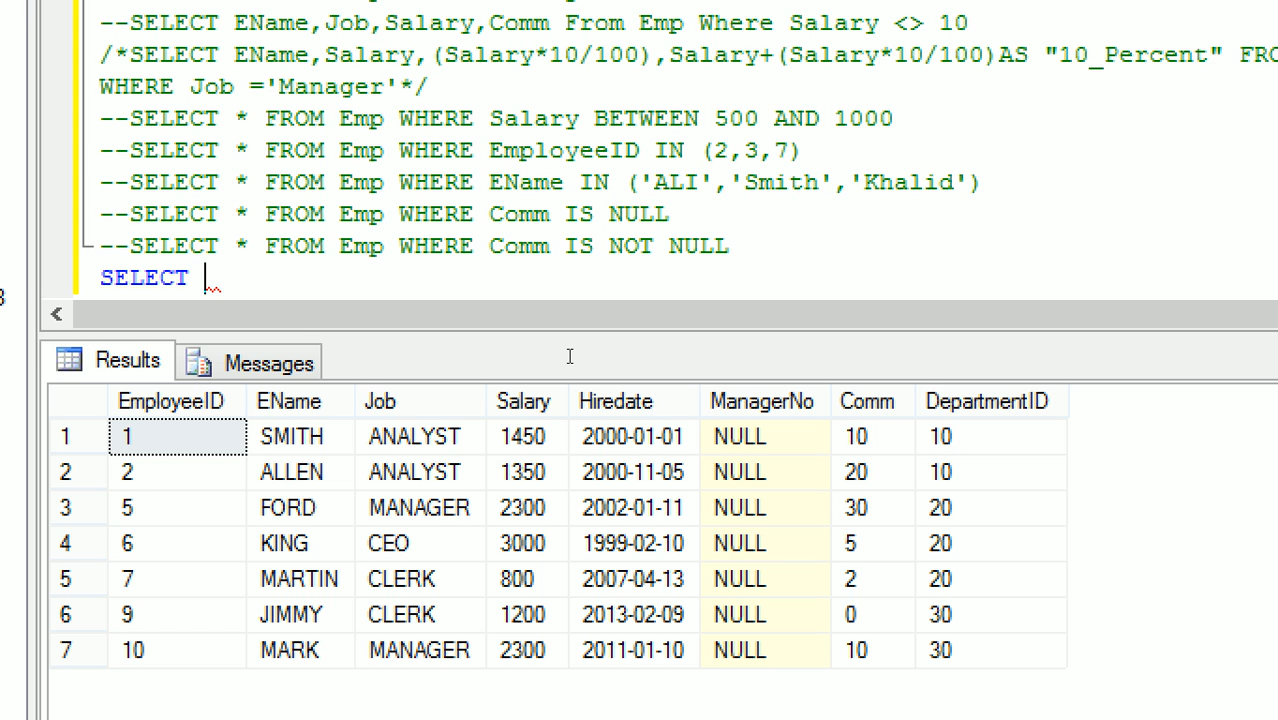 --SELECT EName,Job,Salary,Comm From Emp Where Salary <> 10
/*SELECT EName,Salary,(Salary*10/100),Salary+(Salary*10/100)AS "10_Percent" FRO
WHERE Job ='Manager'*/
--SELECT * FROM Emp WHERE Salary BETWEEN 500 AND 1000
--SELECT * FROM Emp WHERE EmployeeID IN (2,3,7)
--SELECT * FROM Emp WHERE EName IN ('ALI','Smith','Khalid')
--SELECT * FROM Emp WHERE Comm IS NULL
--SELECT * FROM Emp WHERE Comm IS NOT NULL
SELECT
Results Messages
EmployeeID EName Job Salary Hiredate ManagerNo Comm DepartmentID
1 1 SMITH ANALYST 1450 2000-01-01 NULL 10 10
2 2 ALLEN ANALYST 1350 2000-11-05 NULL 20 10
3 5 FORD MANAGER 2300 2002-01-11 NULL 30 20
4 6 KING CEO 3000 1999-02-10 NULL 5 20
5 7 MARTIN CLERK 800 2007-04-13 NULL 2 20
6 9 JIMMY CLERK 1200 2013-02-09 NULL 0 30
7 10 MARK MANAGER 2300 2011-01-10 NULL 10 30